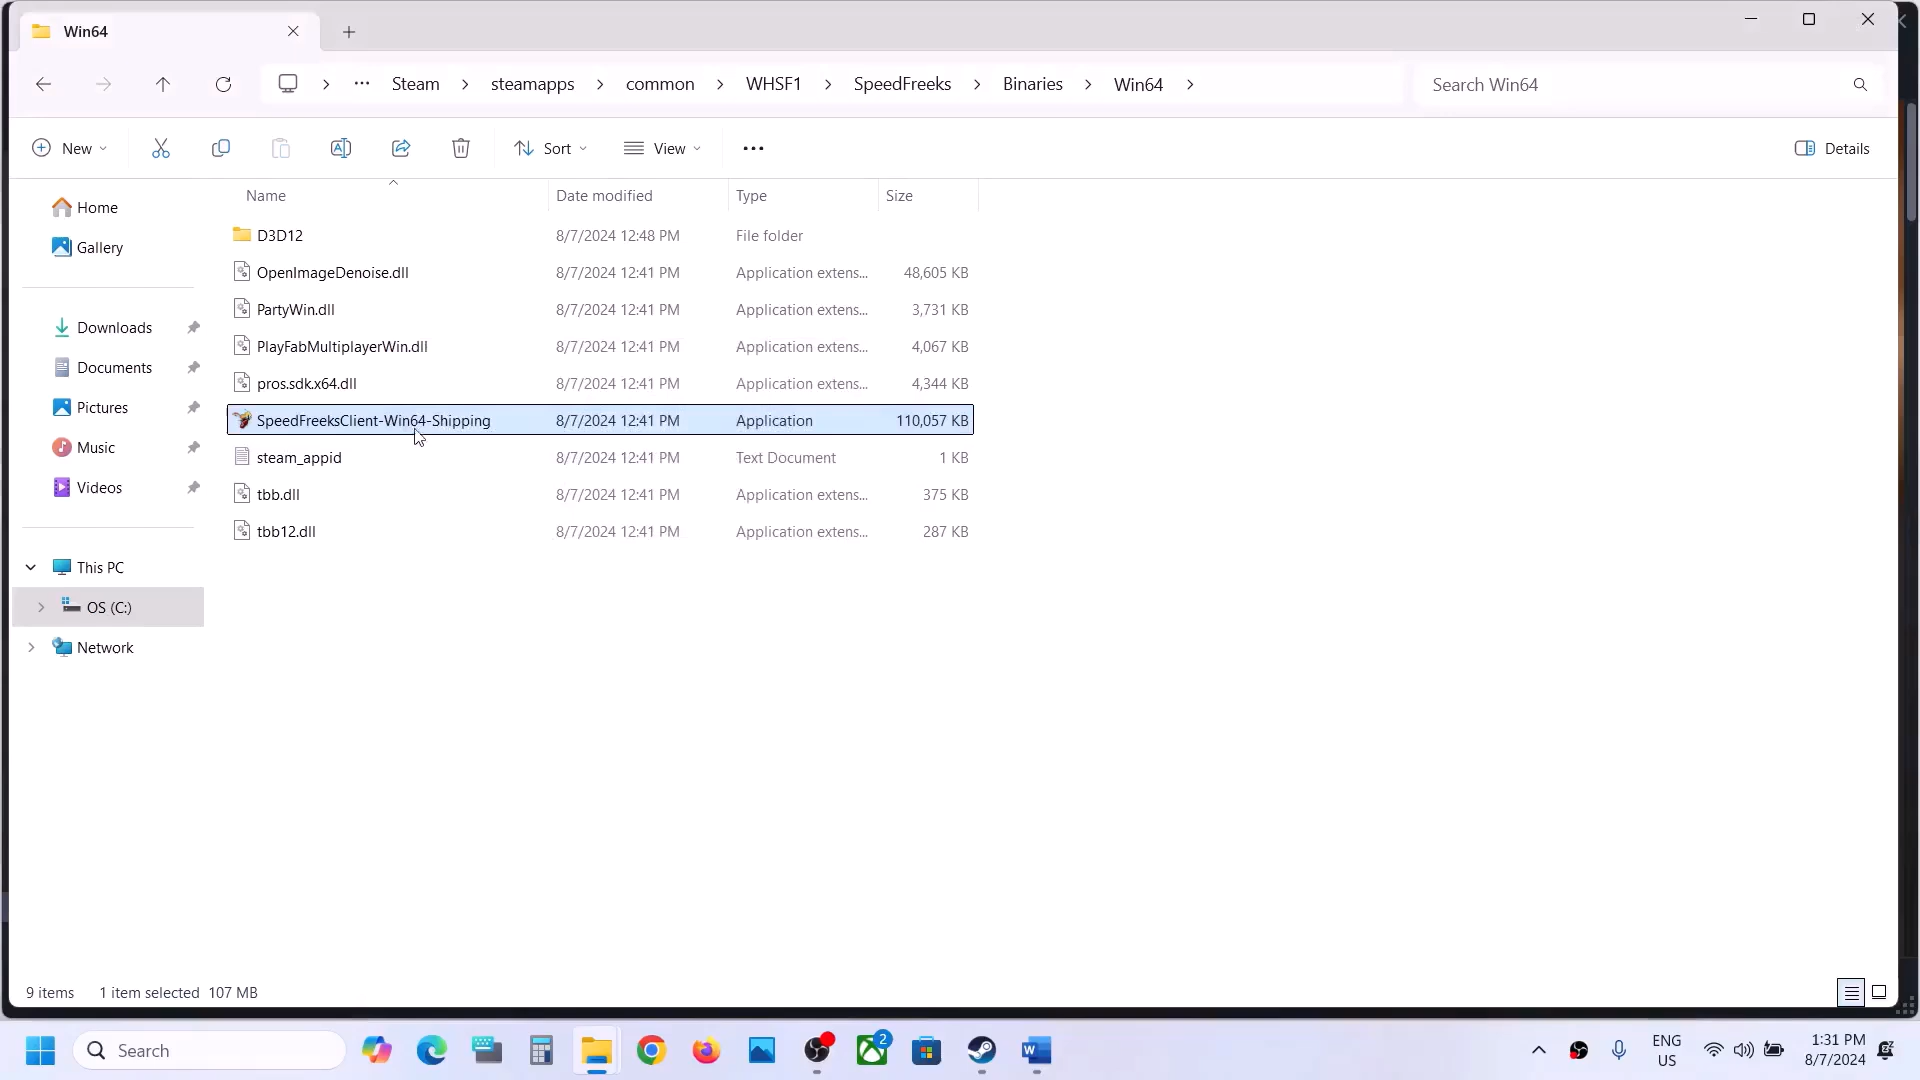 Win64
Steam > steamapps > common > WHSF1 > SpeedFreeks > Binaries > Win64 >
Search Win64
New
Sort
View
Details
Name Date modified Type Size
Home
Gallery
Downloads
Documents
Pictures
Music
Videos
This PC
OS (C:)
Network
D3D12 8/7/2024 12:48 PM File folder
OpenImageDenoise.dll 8/7/2024 12:41 PM Application extens... 48,605 KB
PartyWin.dll 8/7/2024 12:41 PM Application extens... 3,731 KB
PlayFabMultiplayerWin.dll 8/7/2024 12:41 PM Application extens... 4,067 KB
pros.sdk.x64.dll 8/7/2024 12:41 PM Application extens... 4,344 KB
SpeedFreeksClient-Win64-Shipping 8/7/2024 12:41 PM Application 110,057 KB
steam_appid 8/7/2024 12:41 PM Text Document 1 KB
tbb.dll 8/7/2024 12:41 PM Application extens... 375 KB
tbb12.dll 8/7/2024 12:41 PM Application extens... 287 KB
9 items 1 item selected 107 MB
Search
2
ENG
US
1:31 PM
8/7/2024